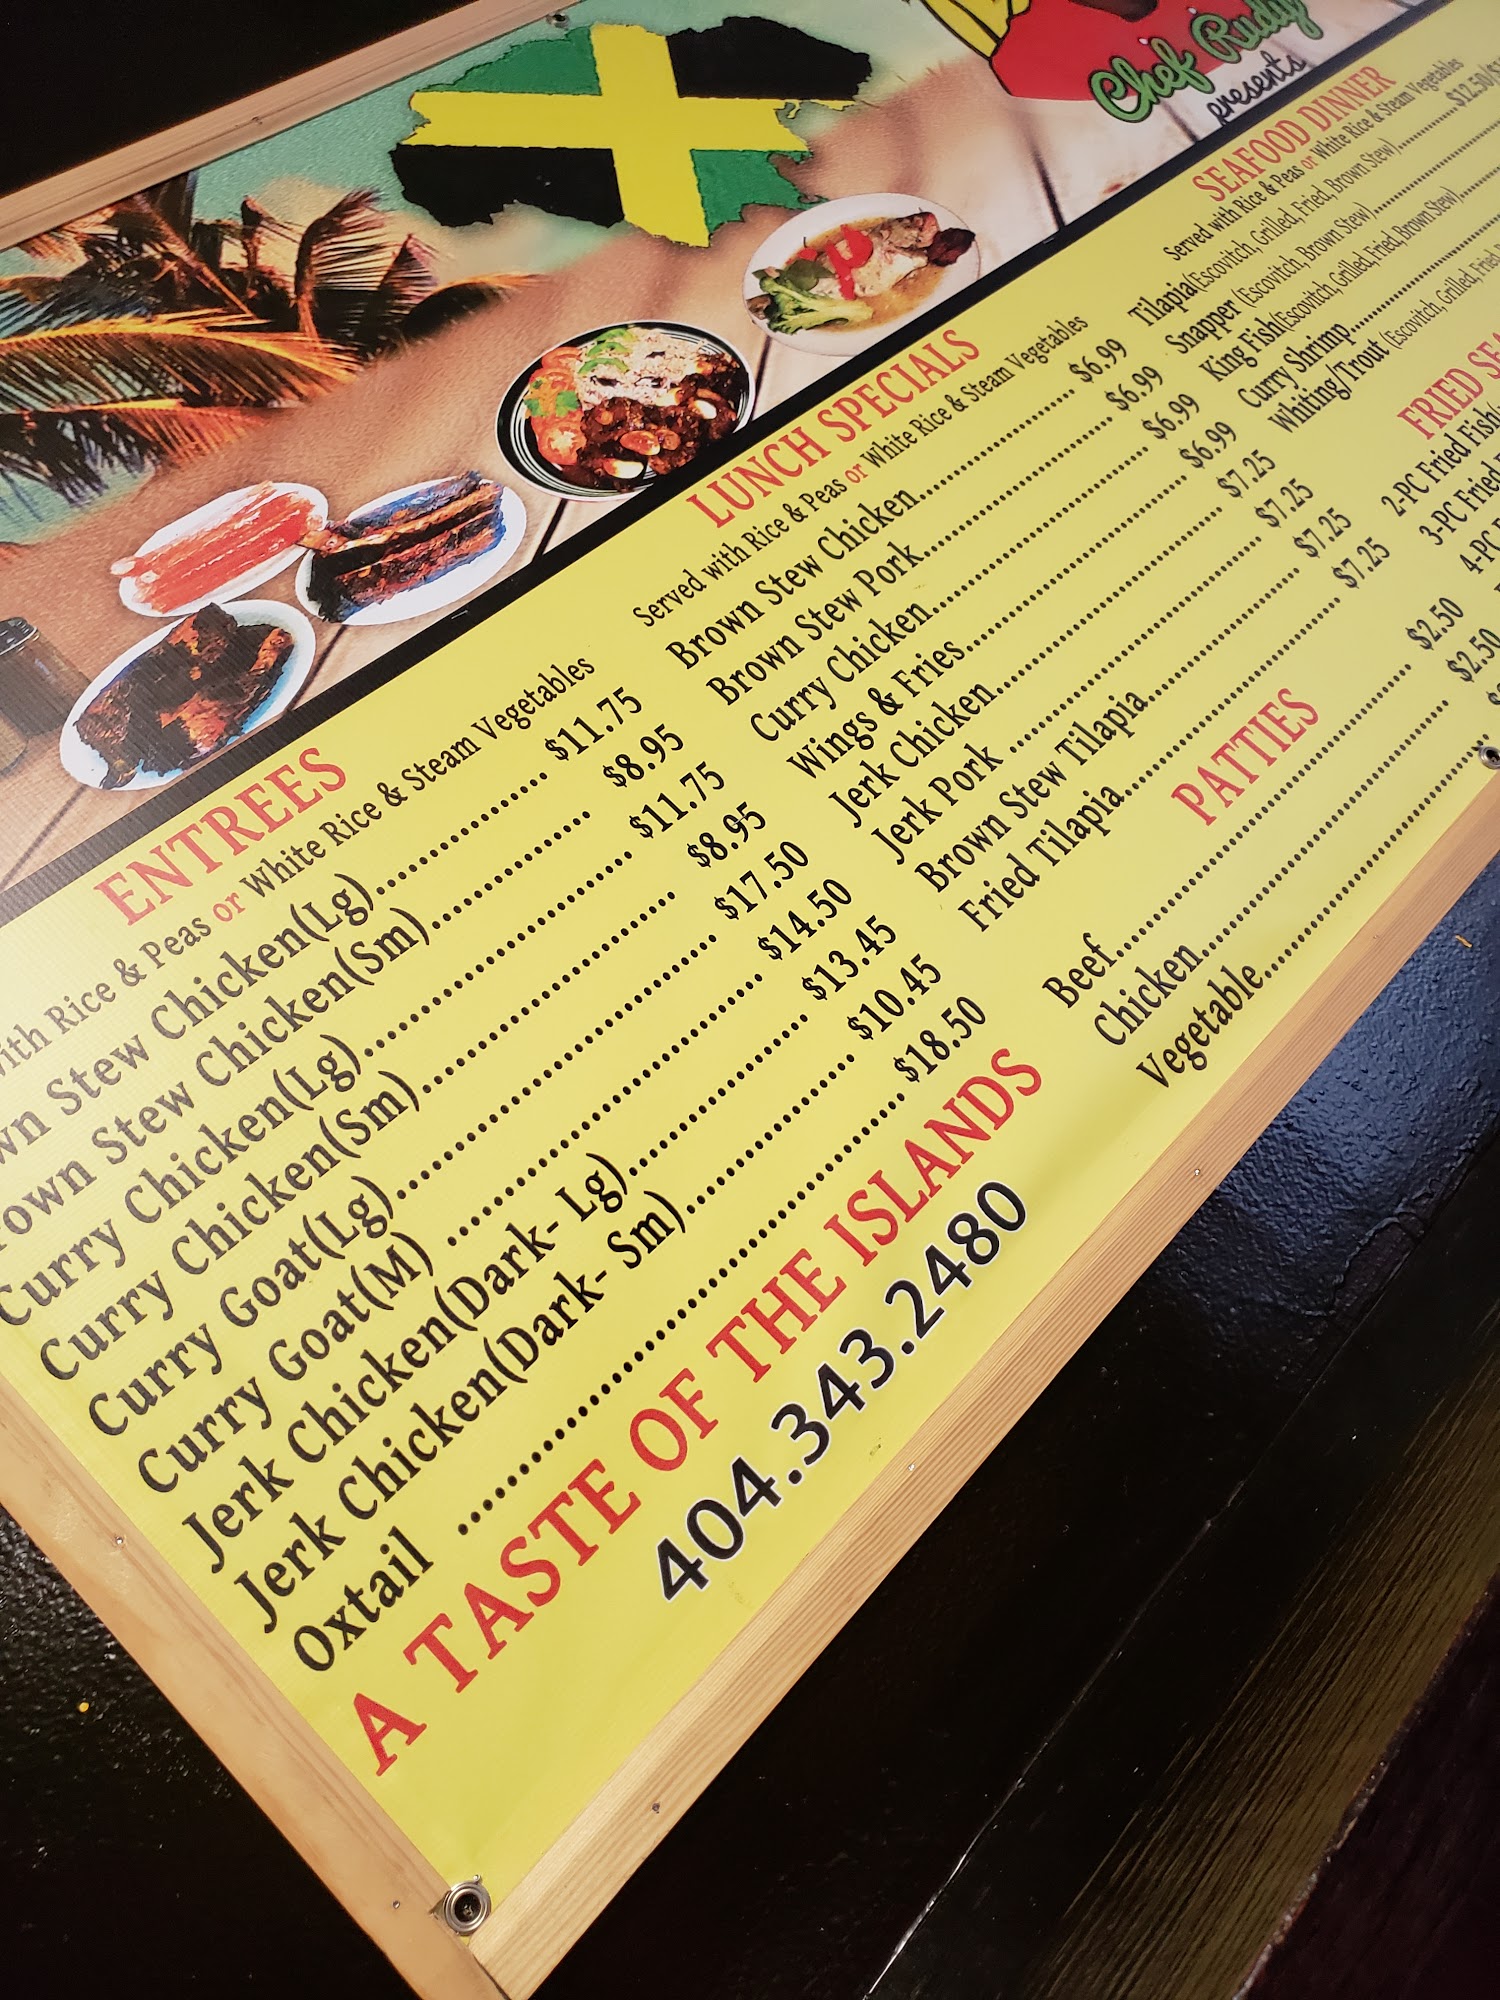 Chef Rudy
presents
ENTREES
with Rice & Peas or White Rice & Steam Vegetables
wn Stew Chicken(Lg).................. $11.75
rown Stew Chicken(Sm)................ $8.95
Curry Chicken(Lg)........................... $11.75
Curry Chicken(Sm)......................... $8.95
Curry Goat(Lg)................................ $17.50
Curry Goat(M) ................................ $14.50
Jerk Chicken(Dark- Lg).................. $13.45
Jerk Chicken(Dark- Sm)................. $10.45
Oxtail ............................................ $18.50
LUNCH SPECIALS
Served with Rice & Peas or White Rice & Steam Vegetables
Brown Stew Chicken.................. $6.99
Brown Stew Pork...................... $6.99
Curry Chicken........................... $6.99
Wings & Fries............................ $6.99
Jerk Chicken.............................. $7.25
Jerk Pork .................................. $7.25
Brown Stew Tilapia.................... $7.25
Fried Tilapia.............................. $7.25
SEAFOOD DINNER
Served with Rice & Peas or White Rice & Steam Vegetables
Tilapia(Escovitch, Grilled, Fried, Brown Stew)........... $12.50/$1
Snapper (Escovitch, Brown Stew)
King Fish(Escovitch, Grilled, Fried, Brown Stew)
Curry Shrimp
Whiting/Trout (Escovitch, Grilled, Fried
FRIED SEA
2-PC Fried Fish
3-PC Fried
4-PC
PATTIES
Beef.......................................... $2.50
Chicken.................................... $2.50
Vegetable.................................
A TASTE OF THE ISLANDS
404.343.2480